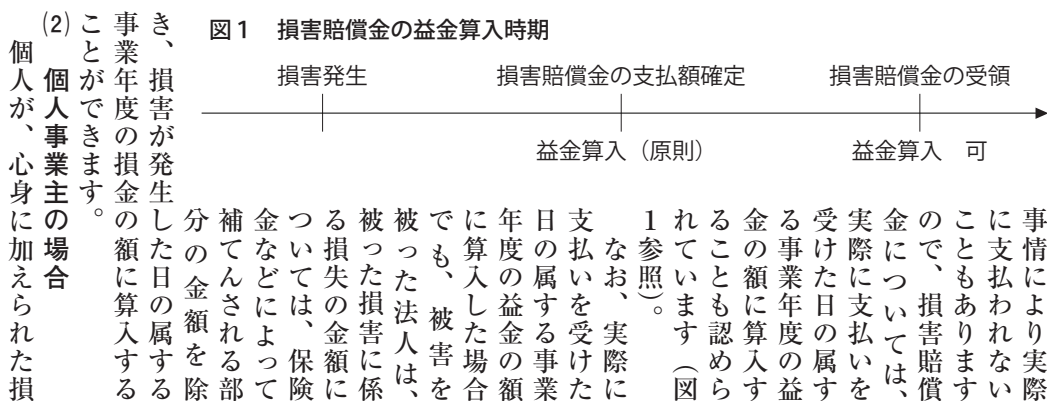 図1　損害賠償金の益金算入時期
損害発生
損害賠償金の支払額確定
損害賠償金の受領
益金算入（原則）
益金算入　可
事情により実際
に支払われない
こともあります
ので、損害賠償
金については、
実際に支払いを
受けた日の属す
る事業年度の益
金の額に算入す
ることも認めら
れています（図
1参照）。
　なお、実際に
支払いを受けた
日の属する事業
年度の益金の額
に算入した場合
でも、被害を
被った法人は、
被った損害に係
る損失の金額に
ついては、保険
金などによって
補てんされる部
分の金額を除
き、損害が発生した日の属する
事業年度の損金の額に算入する
ことができます。
⑵　個人事業主の場合
　個人が、心身に加えられた損